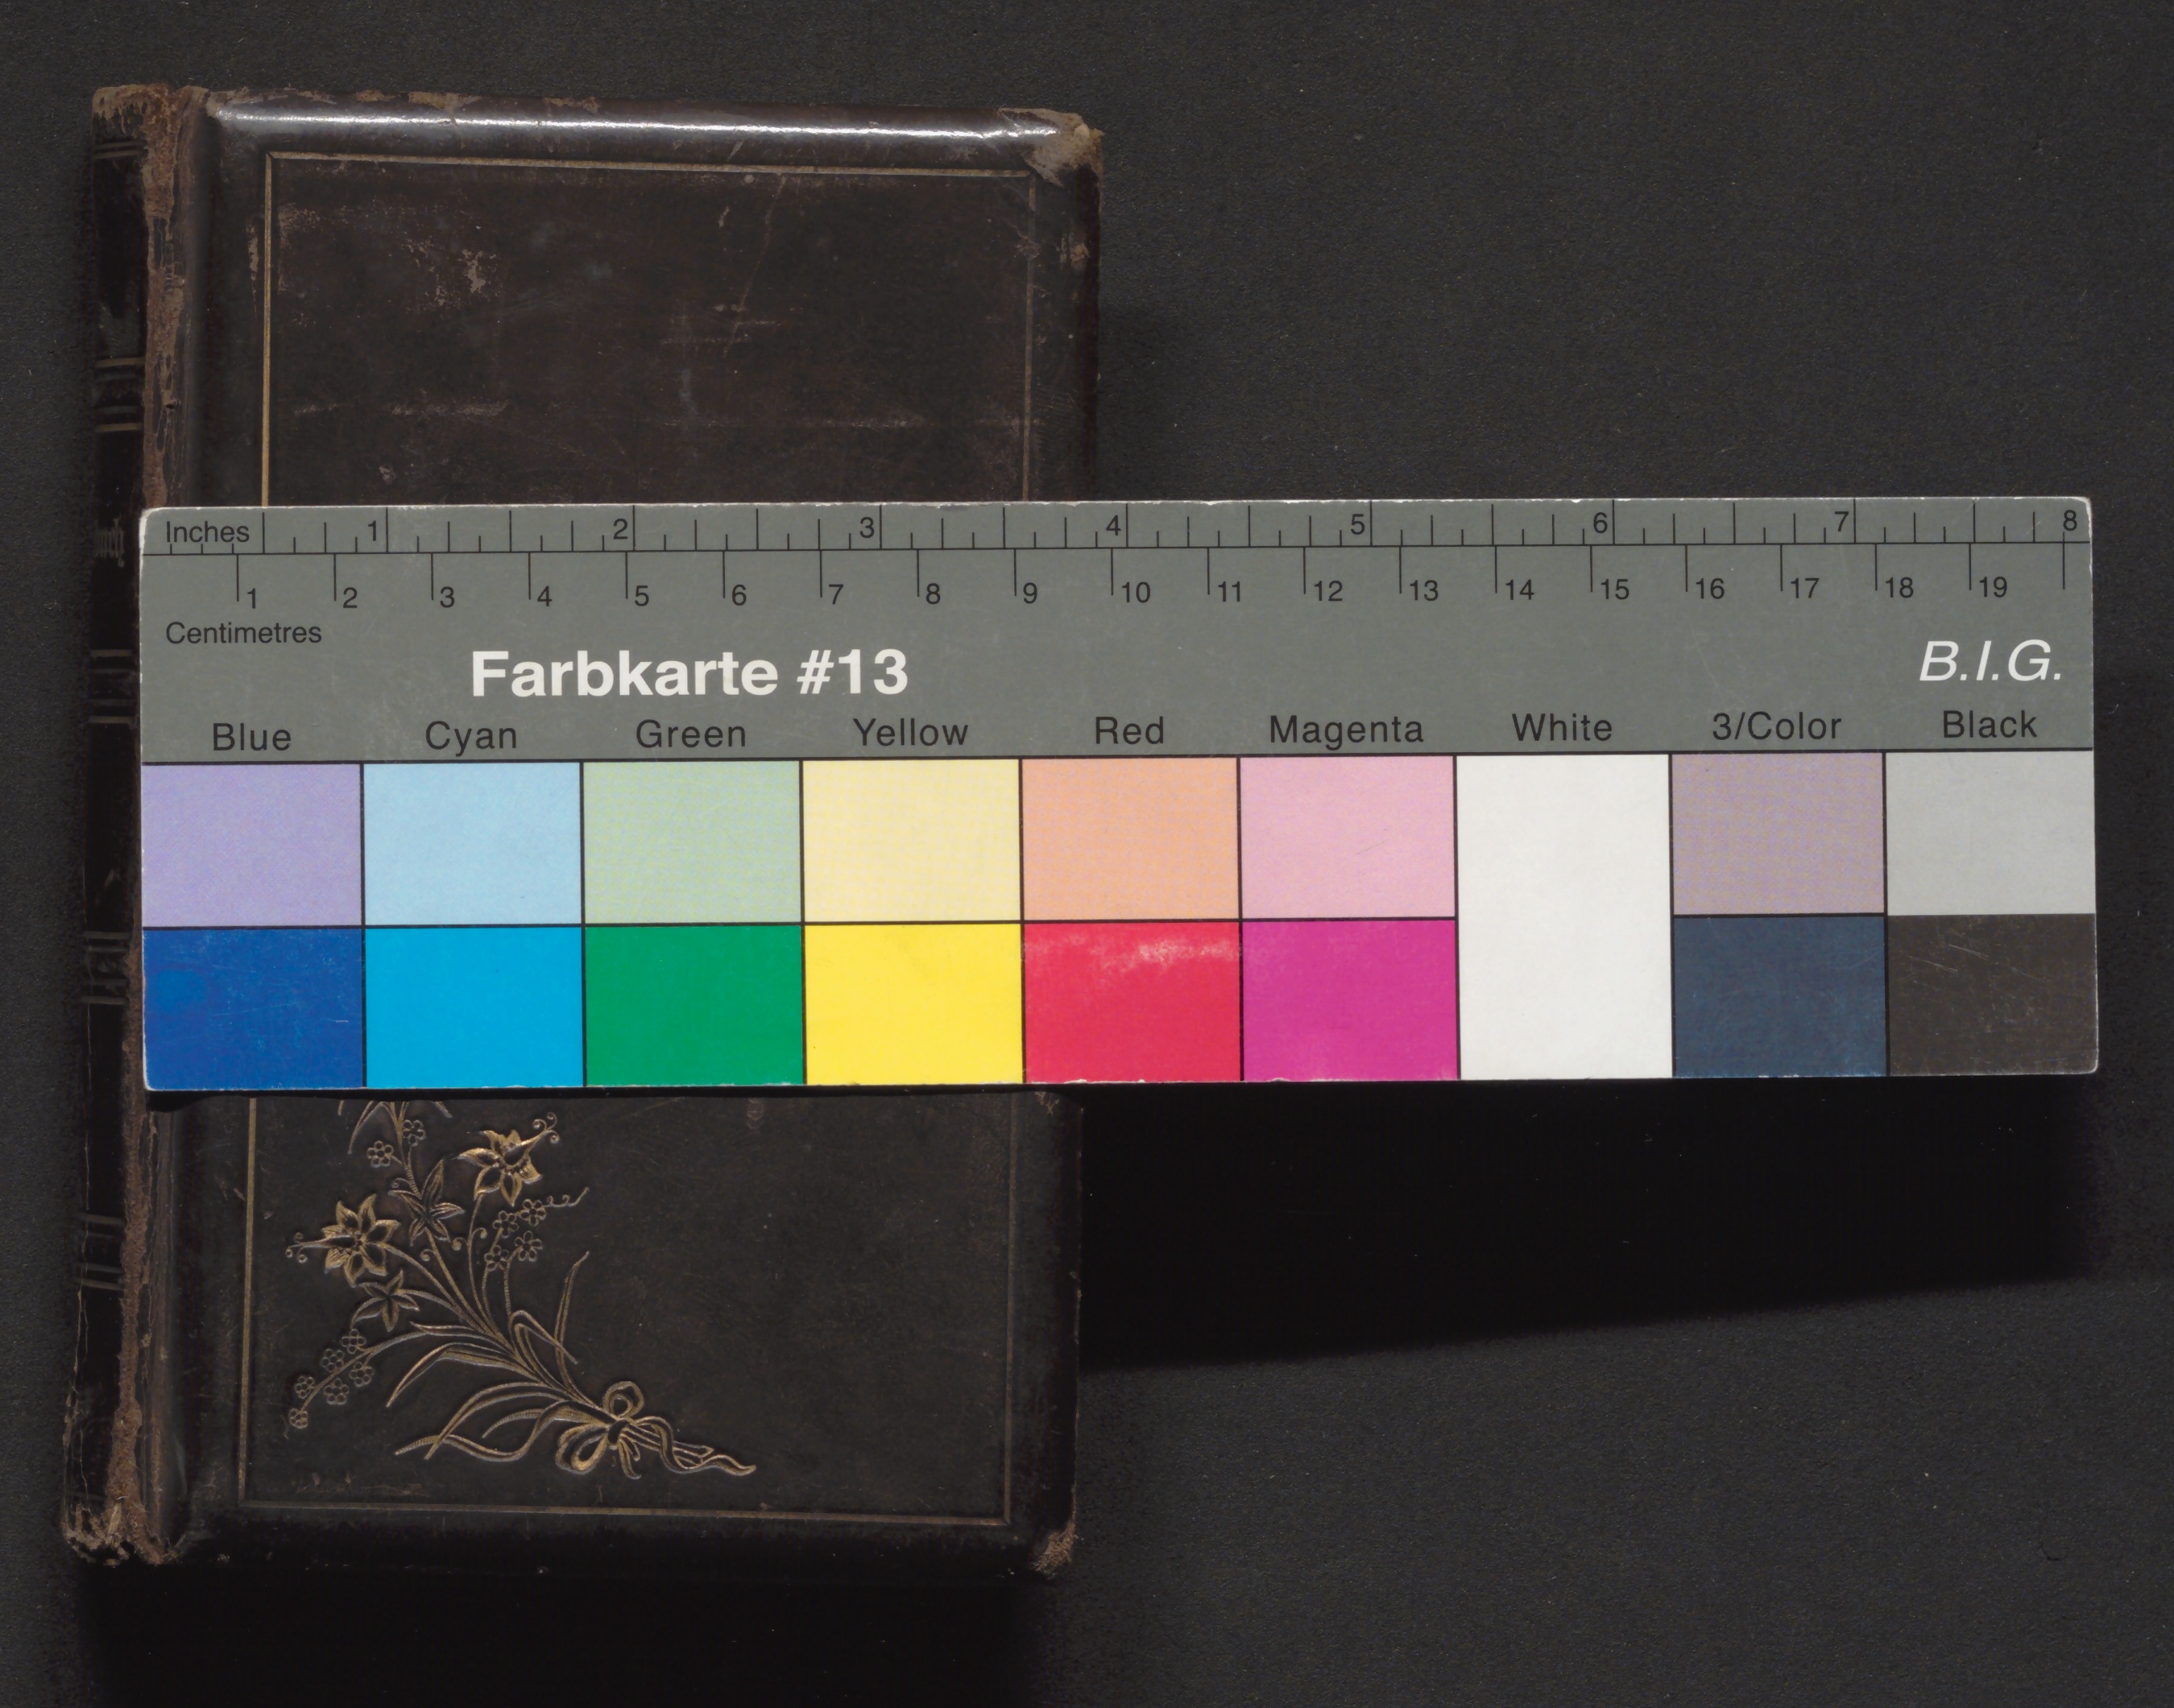 Inches 1 2 3 4 5 6 7 8
1 2 3 4 5 6 7 8 9 10 11 12 13 14 15 16 17 18 19
Centimetres
Farbkarte #13
B.I.G.
Blue Cyan Green Yellow Red Magenta White 3/Color Black